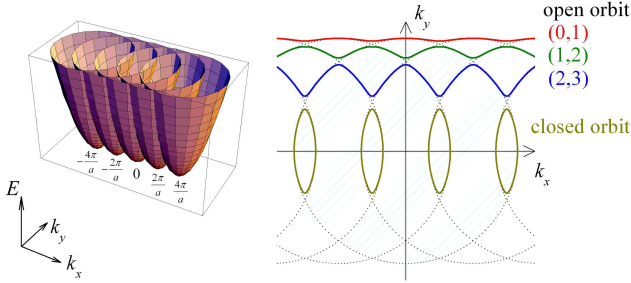 E
k_y
k_x
-4π/a
-2π/a
0
2π/a
4π/a
k_y
k_x
open orbit
(0,1)
(1,2)
(2,3)
closed orbit